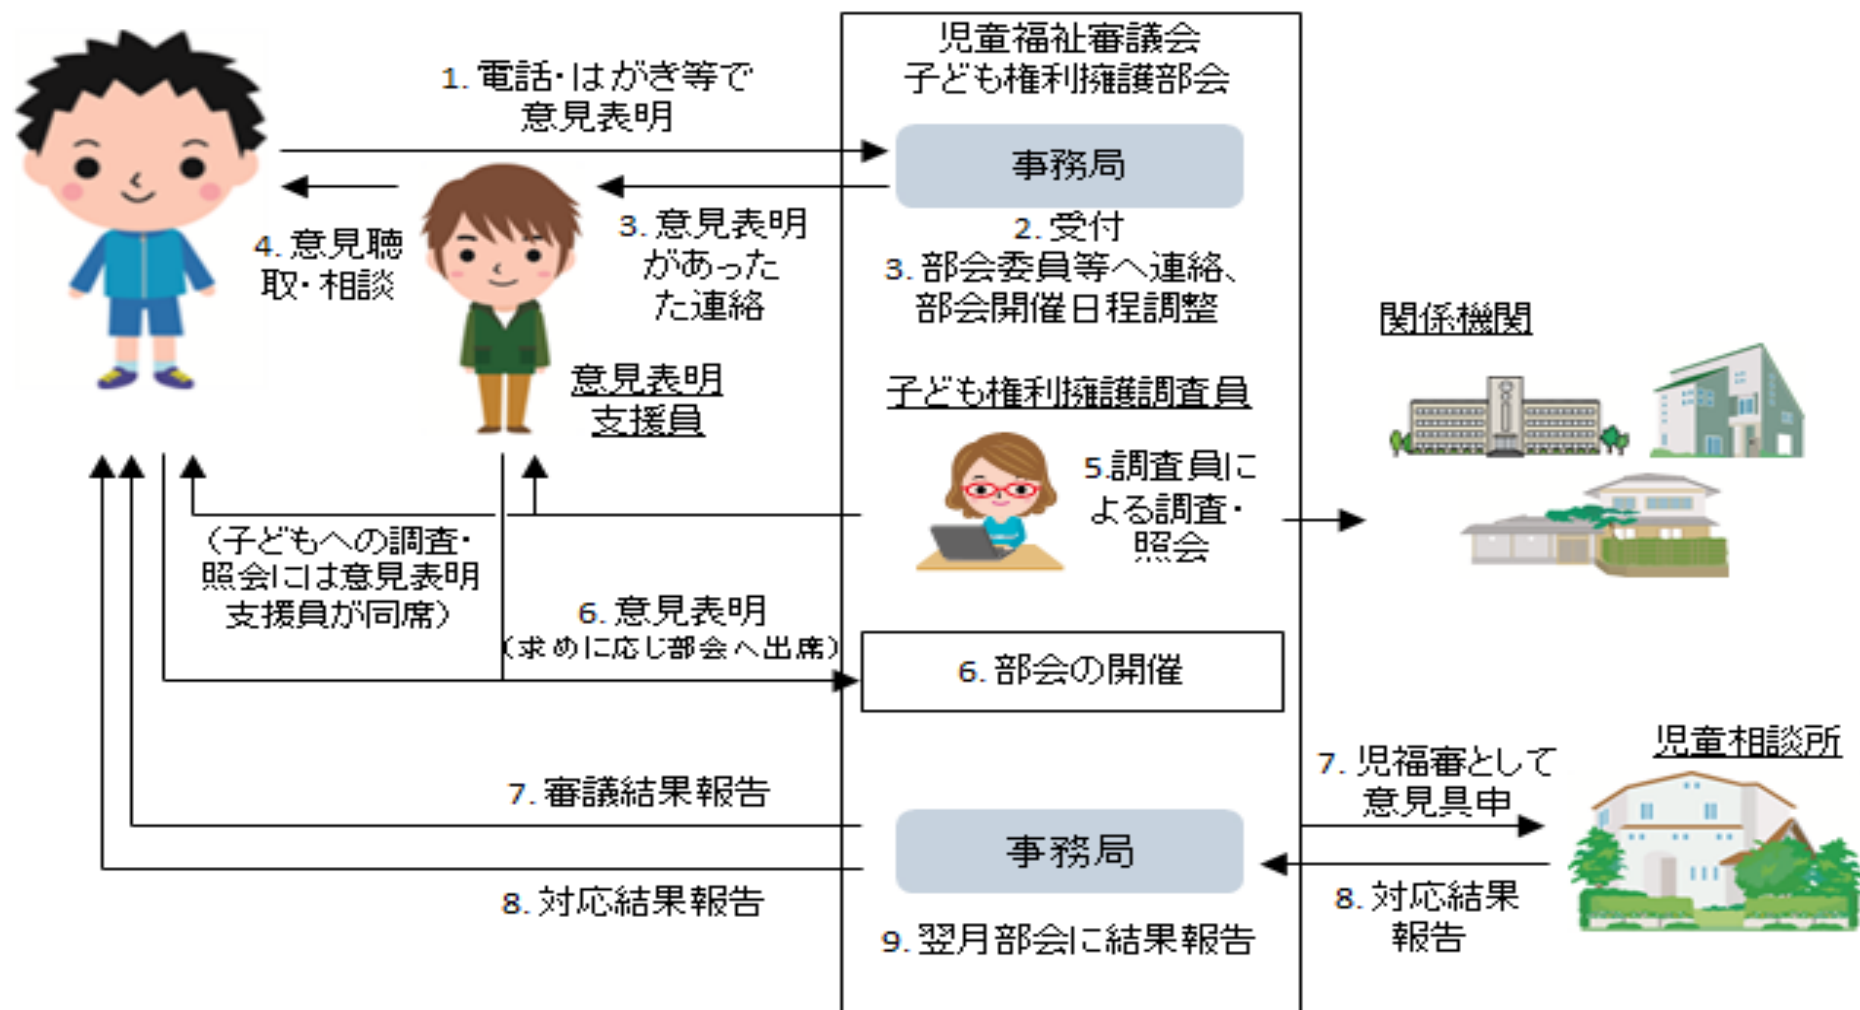 児童福祉審議会
子ども権利擁護部会
1. 電話・はがき等で
意見表明
事務局
2. 受付
3. 部会委員等へ連絡、
部会開催日程調整
3. 意見表明
があった
た連絡
4. 意見聴
取・相談
意見表明
支援員
子ども権利擁護調査員
5.調査員に
よる調査・
照会
関係機関
(子どもへの調査・
照会には意見表明
支援員が同席)
6. 意見表明
(求めに応じ部会へ出席)
6. 部会の開催
7. 審議結果報告
事務局
8. 対応結果報告
9. 翌月部会に結果報告
7. 児福審として
意見具申
児童相談所
8. 対応結果
報告